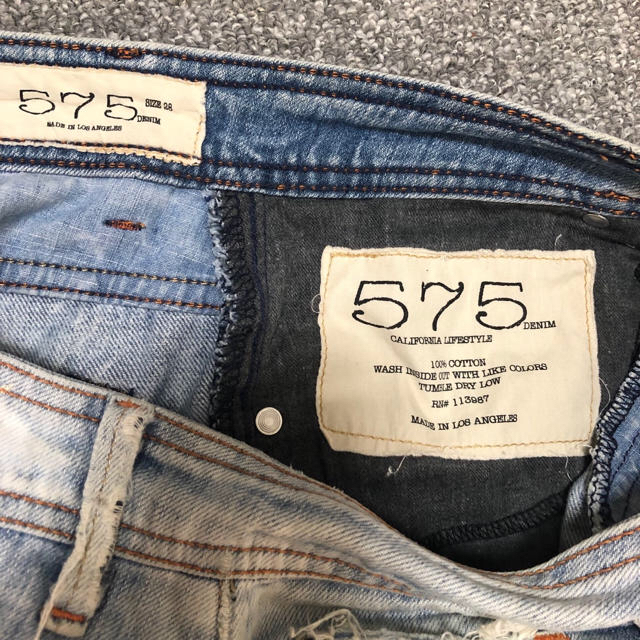 575 SIZE 28
DENIM
MADE IN LOS ANGELES
575 DENIM
CALIFORNIA LIFESTYLE
100% COTTON
WASH INSIDE OUT WITH LIKE COLORS
TUMBLE DRY LOW
RN# 113987
MADE IN LOS ANGELES